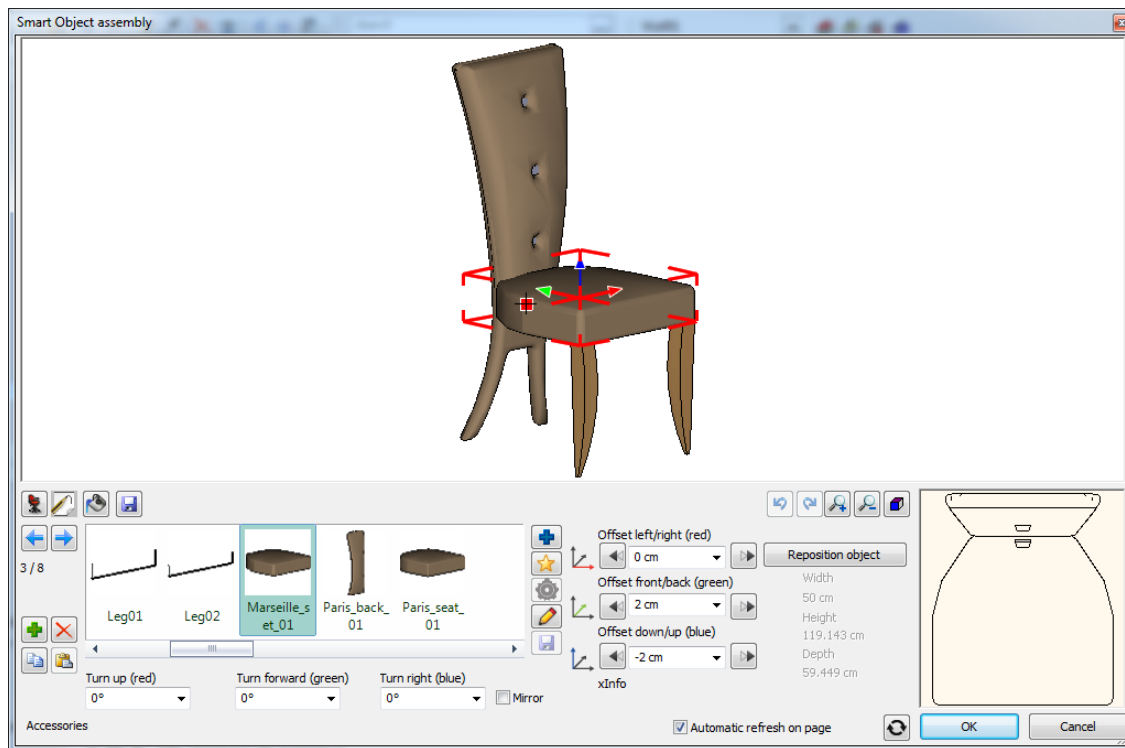 Smart Object assembly
3 / 8
Leg01
Leg02
Marseille_s
et_01
Paris_back_
01
Paris_seat_
01
Offset left/right (red)
0 cm
Offset front/back (green)
2 cm
Offset down/up (blue)
-2 cm
xInfo
Reposition object
Width
50 cm
Height
119.143 cm
Depth
59.449 cm
Turn up (red)
Turn forward (green)
Turn right (blue)
0°
0°
0°
Mirror
Accessories
Automatic refresh on page
OK
Cancel